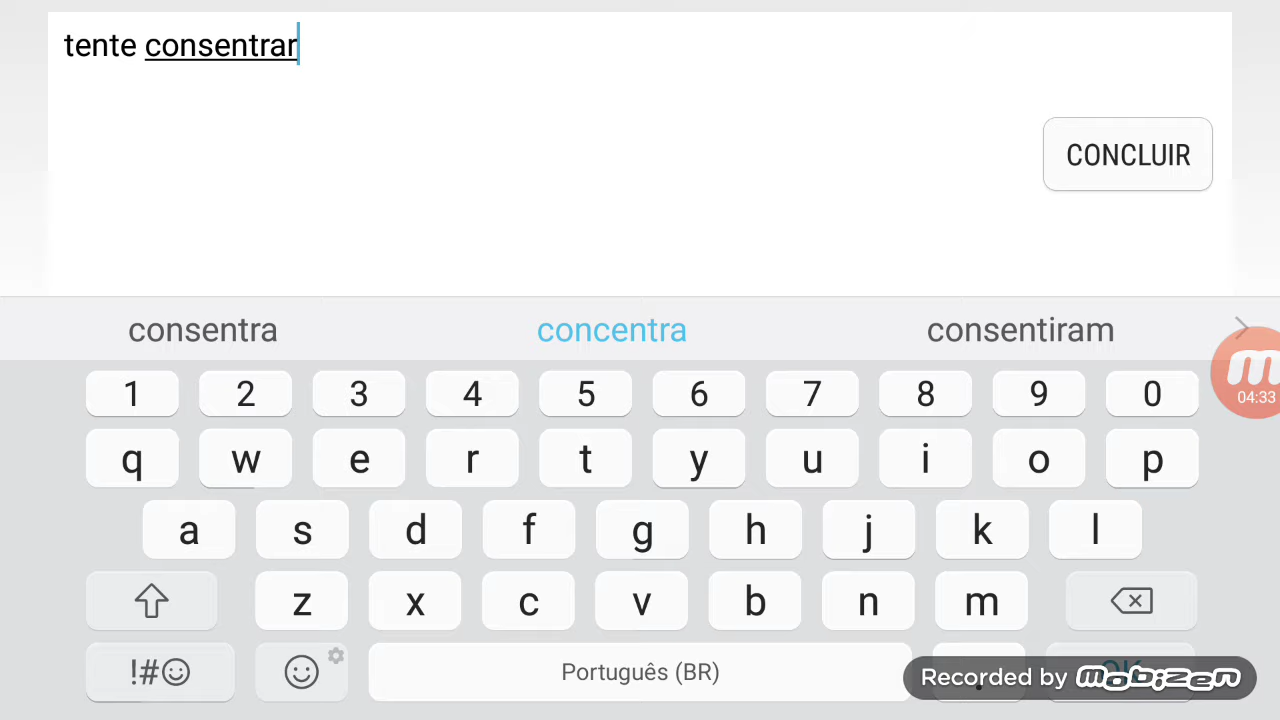 tente consentrar
CONCLUIR
consentra concentra consentiram
1 2 3 4 5 6 7 8 9 0
q w e r t y u i o p
a s d f g h j k l
z x c v b n m
!#☺ Português (BR) . OK
04:33
Recorded by mobizen